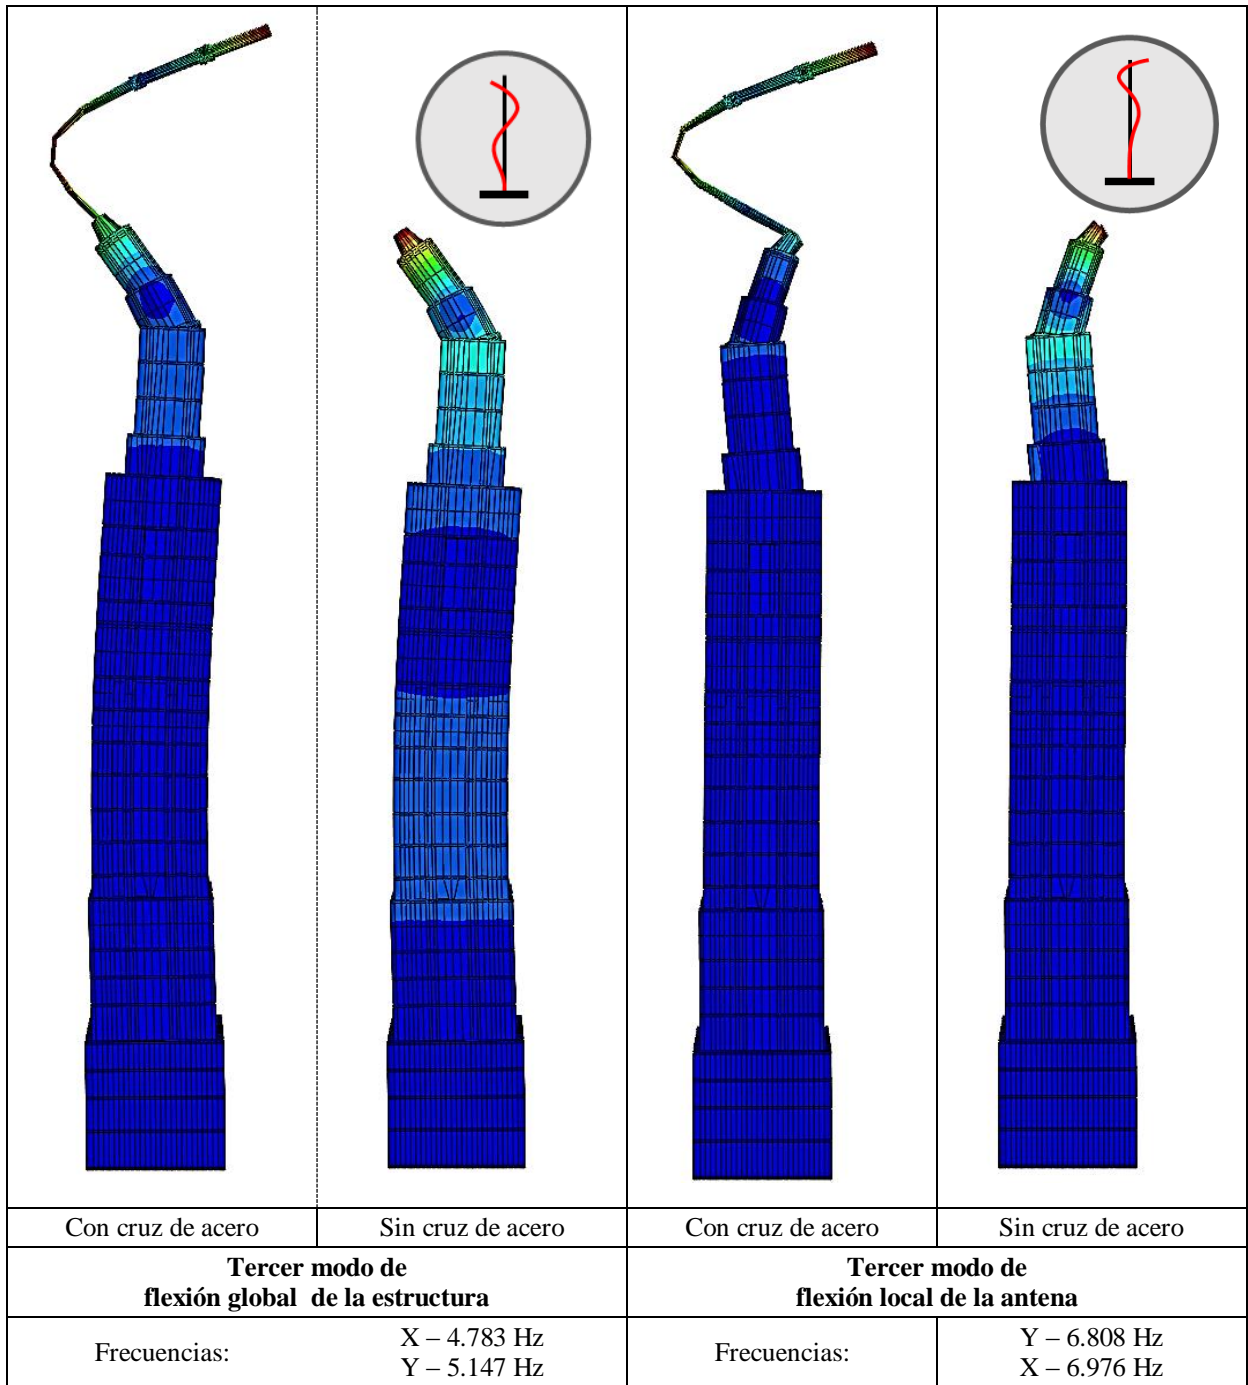 Con cruz de acero
Sin cruz de acero
Con cruz de acero
Sin cruz de acero
Tercer modo de
flexión global de la estructura
Tercer modo de
flexión local de la antena
Frecuencias:
X – 4.783 Hz
Y – 5.147 Hz
Frecuencias:
Y – 6.808 Hz
X – 6.976 Hz